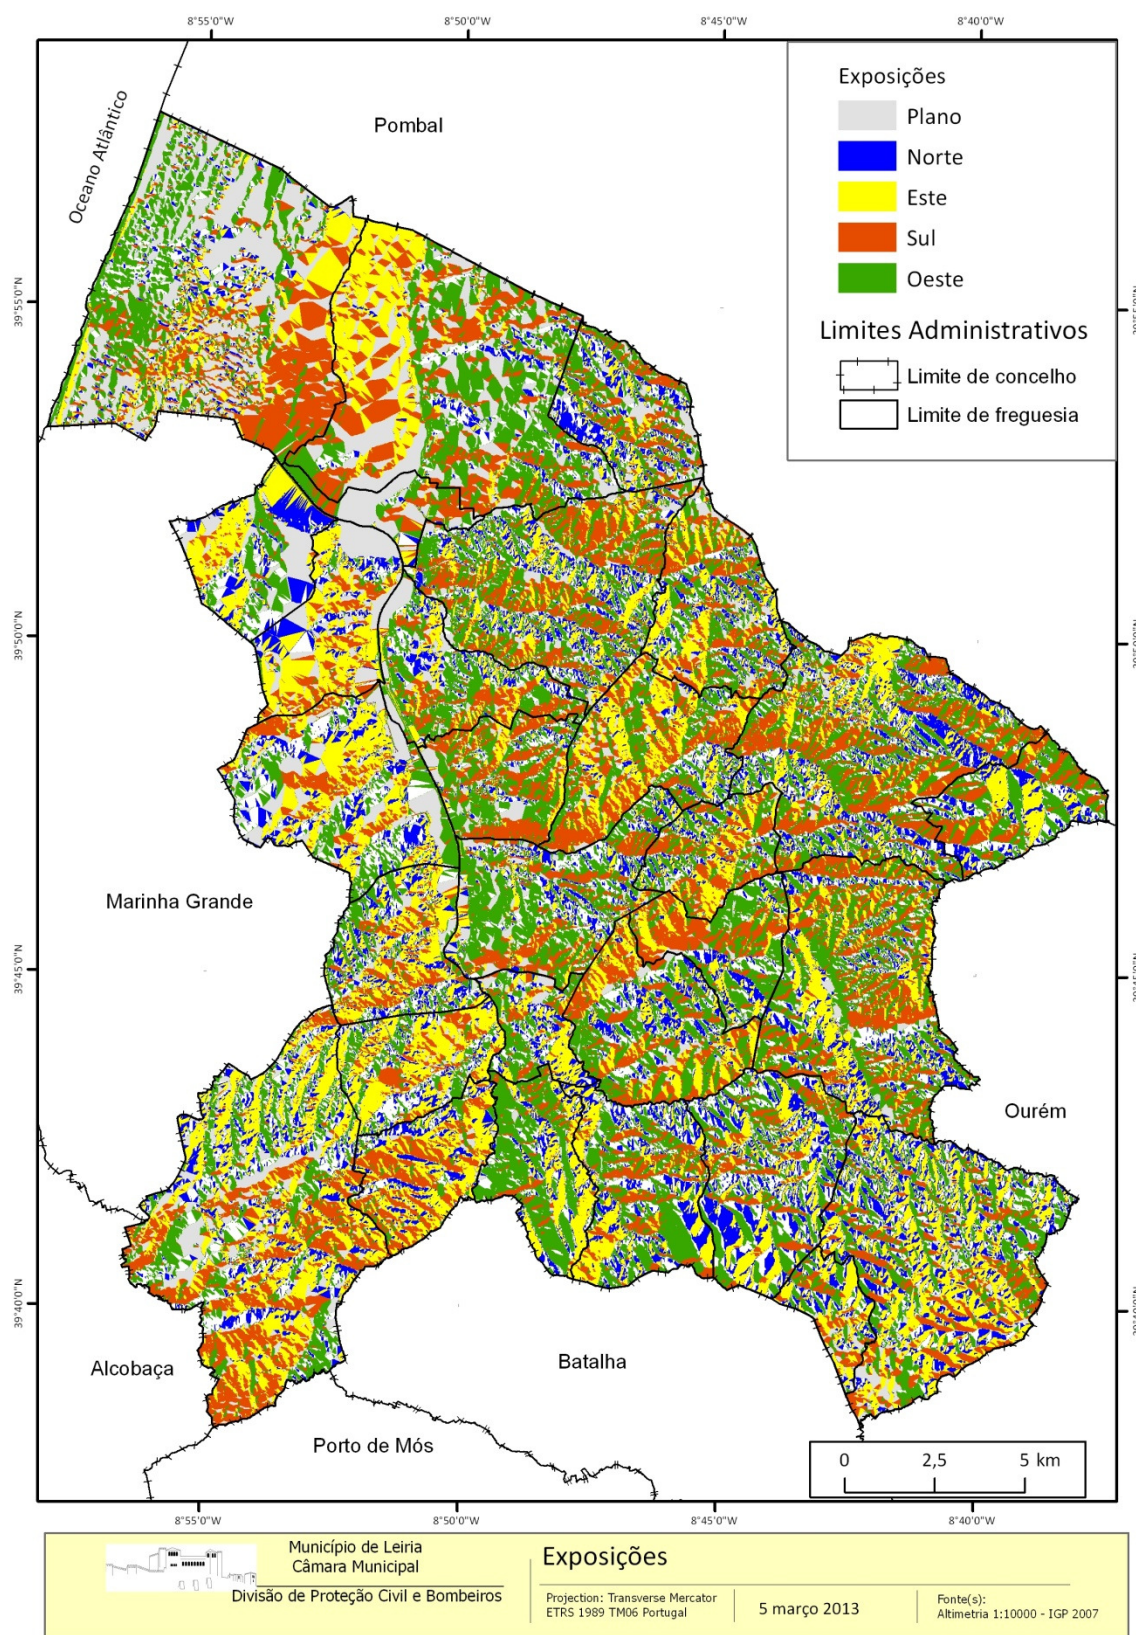 8°55'0"W
8°50'0"W
8°45'0"W
8°40'0"W
Oceano Atlântico
Pombal
Exposições
Plano
Norte
Este
Sul
Oeste
Limites Administrativos
Limite de concelho
Limite de freguesia
39°55'0"N
39°50'0"N
Marinha Grande
39°45'0"N
Ourém
39°40'0"N
Alcobaça
Batalha
Porto de Mós
0 2,5 5 km
8°55'0"W
8°50'0"W
8°45'0"W
8°40'0"W
Município de Leiria
Câmara Municipal
Divisão de Proteção Civil e Bombeiros
Exposições
Projection: Transverse Mercator
ETRS 1989 TM06 Portugal
5 março 2013
Fonte(s):
Altimetria 1:10000 - IGP 2007